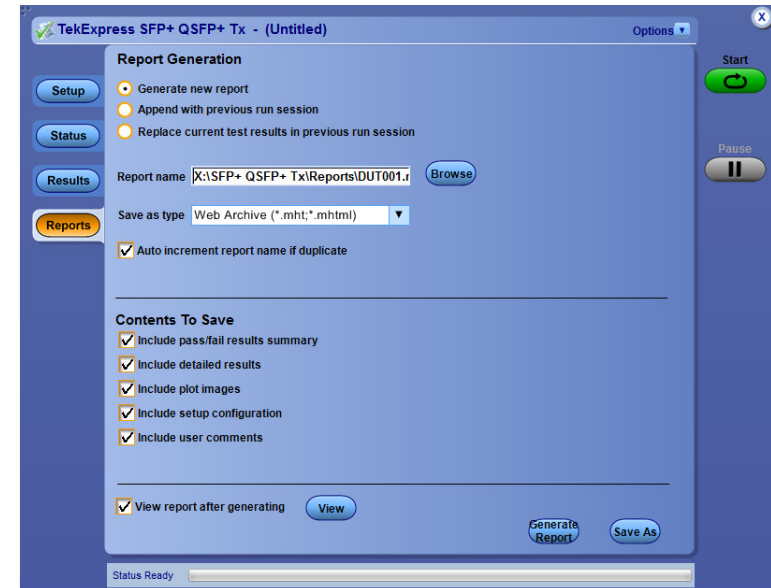 TekExpress SFP+ QSFP+ Tx - (Untitled)
Options
x
Start
Pause
Setup
Status
Results
Reports
Report Generation
Generate new report
Append with previous run session
Replace current test results in previous run session
Report name X:\SFP+ QSFP+ Tx\Reports\DUT001.r Browse
Save as type Web Archive (*.mht;*.mhtml)
Auto increment report name if duplicate
Contents To Save
Include pass/fail results summary
Include detailed results
Include plot images
Include setup configuration
Include user comments
View report after generating View
Generate
Report
Save As
Status Ready